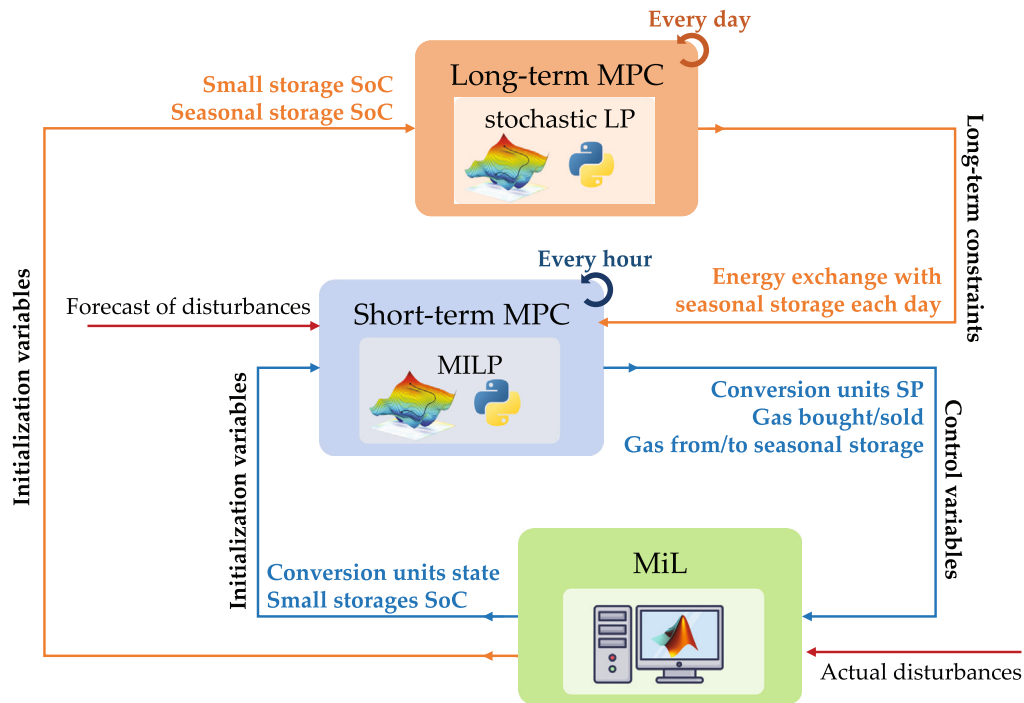 Every day
Long-term MPC
stochastic LP
Small storage SoC
Seasonal storage SoC
Long-term constraints
Every hour
Energy exchange with
seasonal storage each day
Initialization variables
Forecast of disturbances
Short-term MPC
MILP
Conversion units SP
Gas bought/sold
Gas from/to seasonal storage
Control variables
Initialization variables
MiL
Conversion units state
Small storages SoC
Actual disturbances